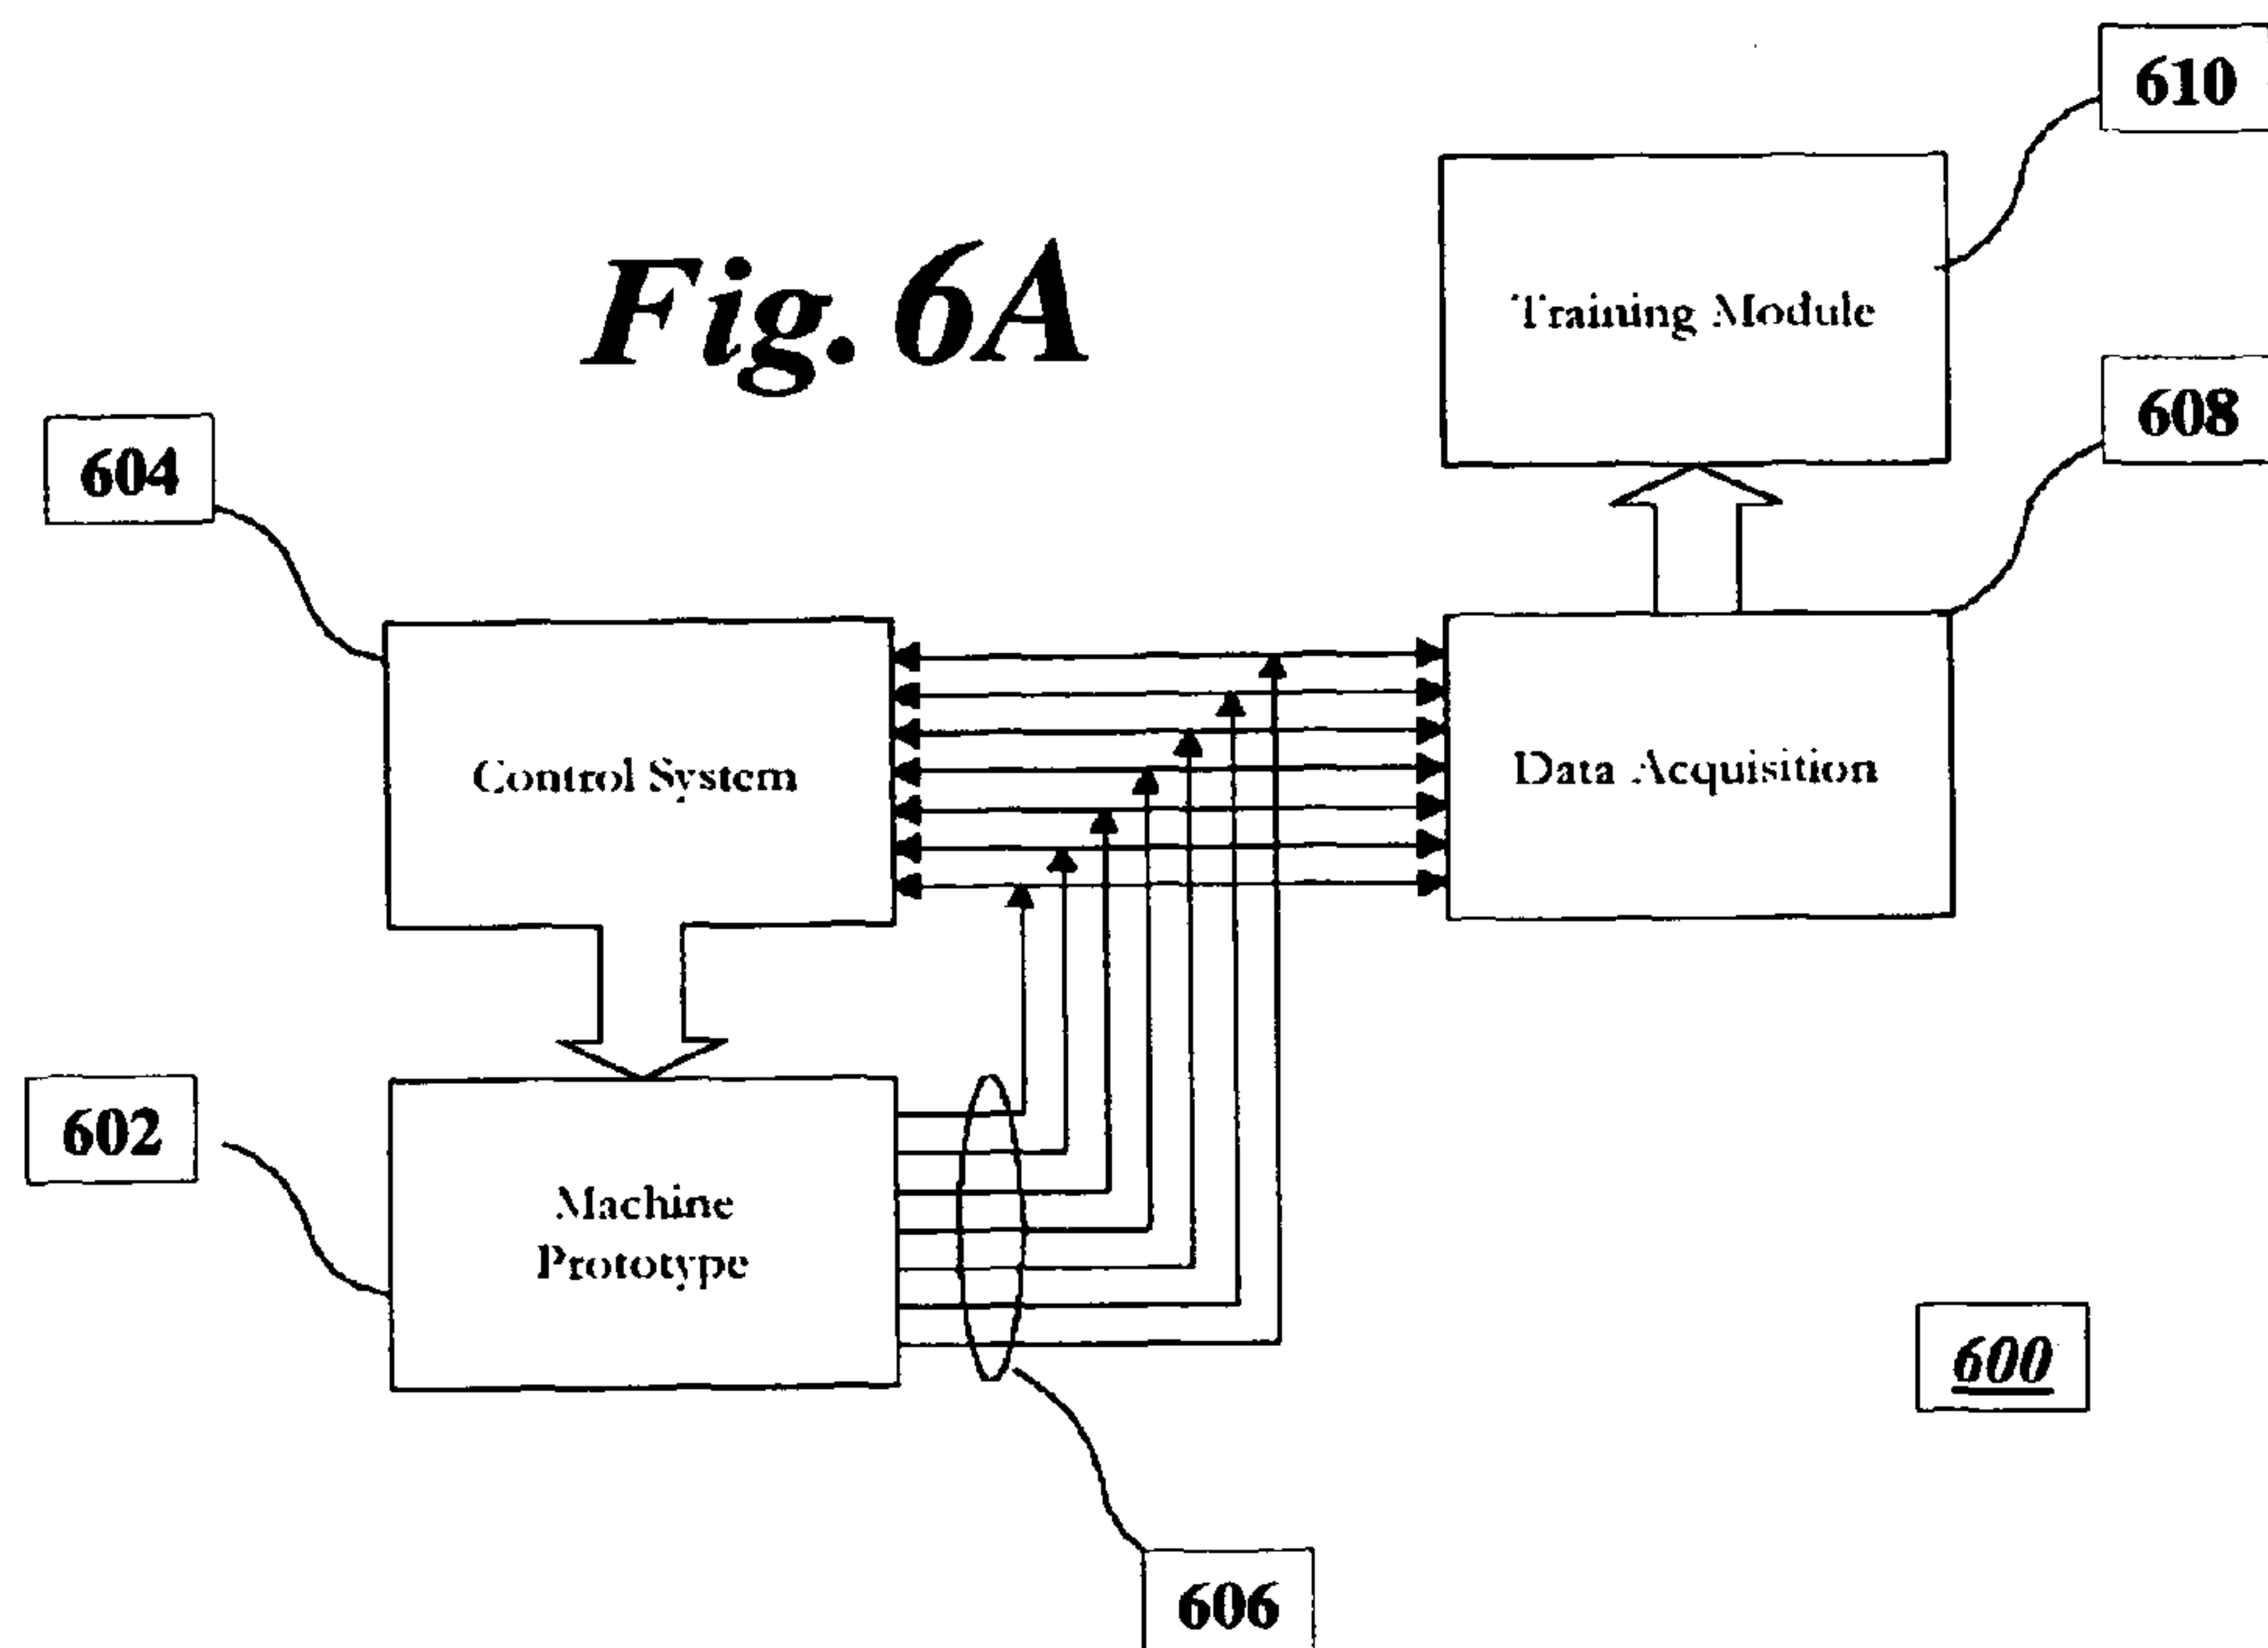 610
Fig. 6A
Training Module
608
604
Control System
Data Acquisition
602
Machine
Prototype
600
606